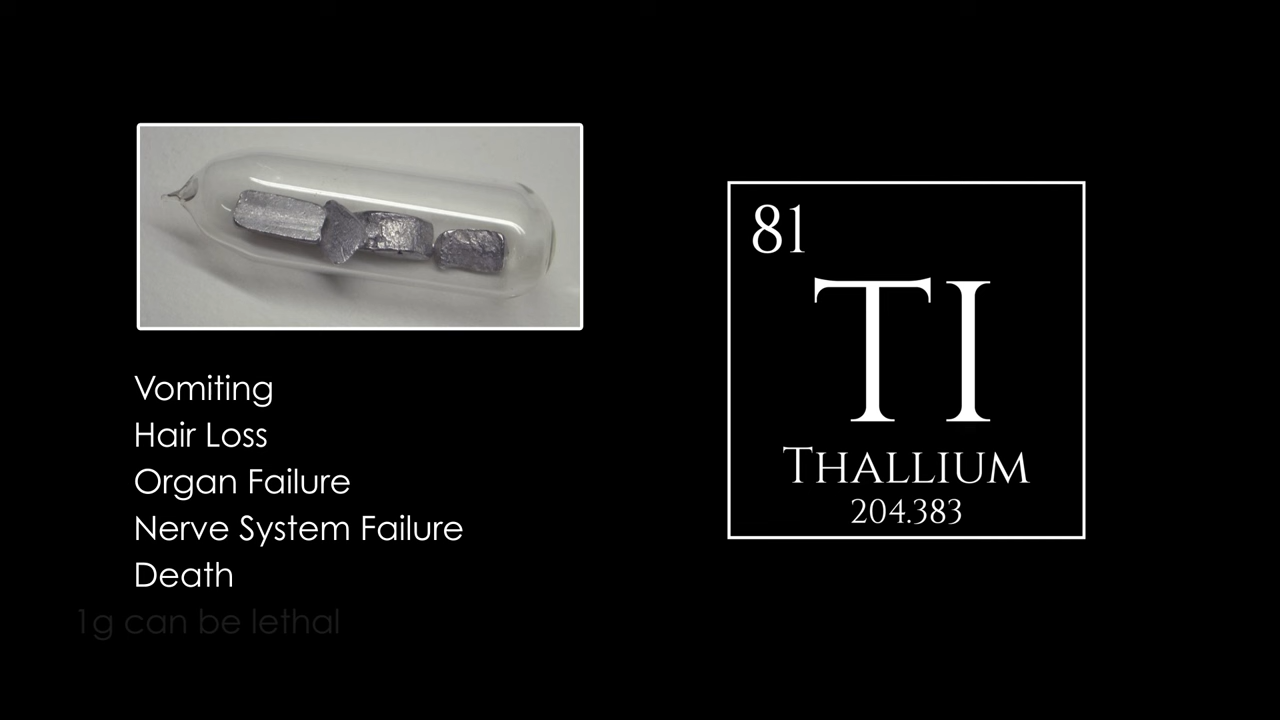 Vomiting
Hair Loss
Organ Failure
Nerve System Failure
Death
1g can be lethal
81
TI
THALLIUM
204.383